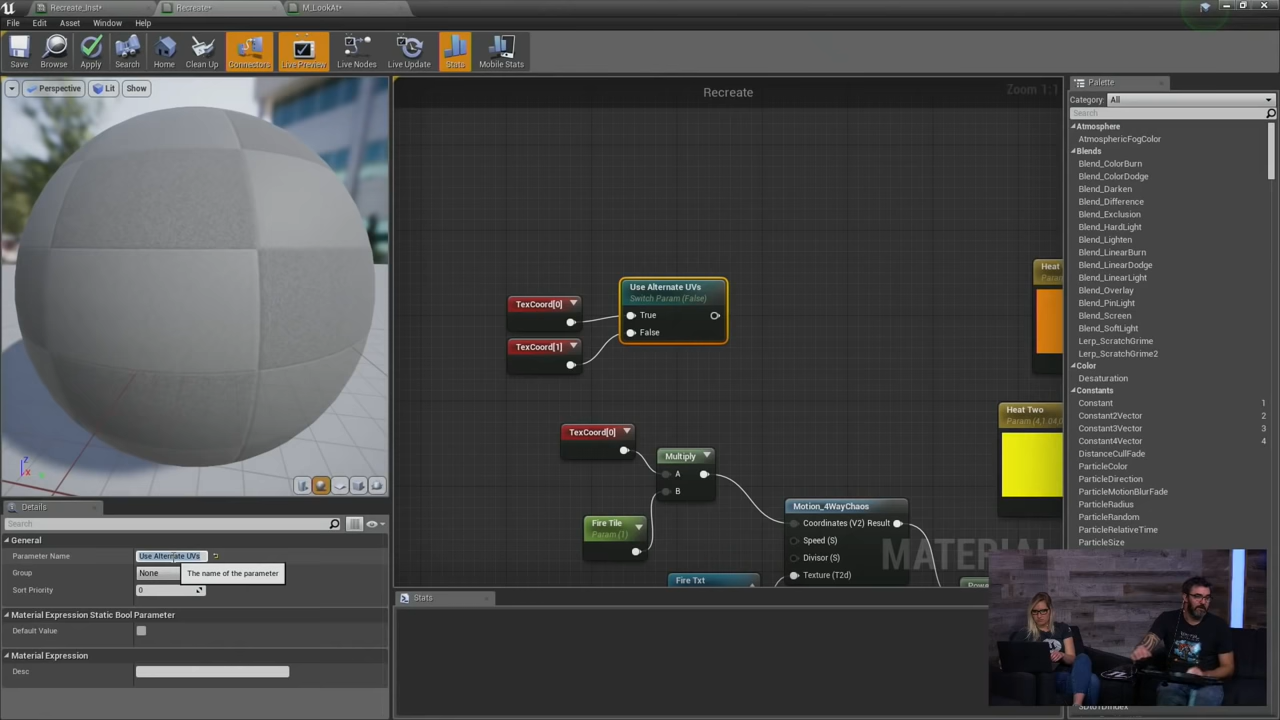 Recreate_Inst*
Recreate*
M_LookAt*
File
Edit
Asset
Window
Help
Save
Browse
Apply
Search
Home
Clean Up
Connectors
Live Preview
Live Nodes
Live Update
Stats
Mobile Stats
Perspective
Lit
Show
Recreate
Zoom 1:1
Palette
Category: All
Search
Atmosphere
AtmosphericFogColor
Blends
Blend_ColorBurn
Blend_ColorDodge
Blend_Darken
Blend_Difference
Blend_Exclusion
Blend_HardLight
Blend_Lighten
Blend_LinearBurn
Blend_LinearDodge
Blend_LinearLight
Blend_Overlay
Blend_PinLight
Blend_Screen
Blend_SoftLight
Lerp_ScratchGrime
Lerp_ScratchGrime2
Color
Desaturation
Constants
Constant 1
Constant2Vector 2
Constant3Vector 3
Constant4Vector 4
DistanceCullFade
ParticleColor
ParticleDirection
ParticleMotionBlurFade
ParticleRadius
ParticleRandom
ParticleRelativeTime
ParticleSize
Use Alternate UVs
Switch Param (False)
True
False
TexCoord[0]
TexCoord[1]
TexCoord[0]
Multiply
A
B
Fire Tile
Param (1)
Motion_4WayChaos
Coordinates (V2) Result
Speed (S)
Divisor (S)
Texture (T2d)
Fire Txt
Heat
Heat Two
Param (4,1.04,0
MATERIAL
Details
Search
General
Parameter Name
Use Alternate UVs
Group
None
The name of the parameter
Sort Priority
0
Material Expression Static Bool Parameter
Default Value
Material Expression
Desc
Stats